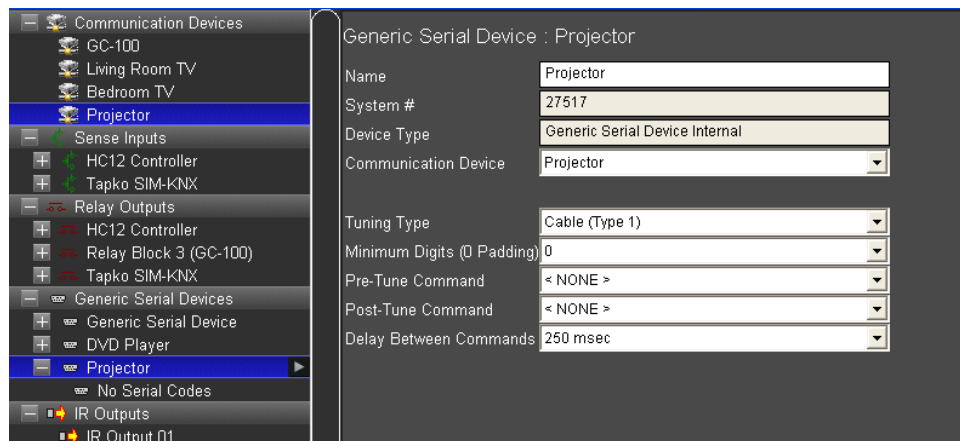 Communication Devices
GC-100
Living Room TV
Bedroom TV
Projector
Sense Inputs
HC12 Controller
Tapko SIM-KNX
Relay Outputs
HC12 Controller
Relay Block 3 (GC-100)
Tapko SIM-KNX
Generic Serial Devices
Generic Serial Device
DVD Player
Projector
No Serial Codes
IR Outputs
IR Output 01
Generic Serial Device : Projector
Name Projector
System # 27517
Device Type Generic Serial Device Internal
Communication Device Projector
Tuning Type Cable (Type 1)
Minimum Digits (0 Padding) 0
Pre-Tune Command < NONE >
Post-Tune Command < NONE >
Delay Between Commands 250 msec